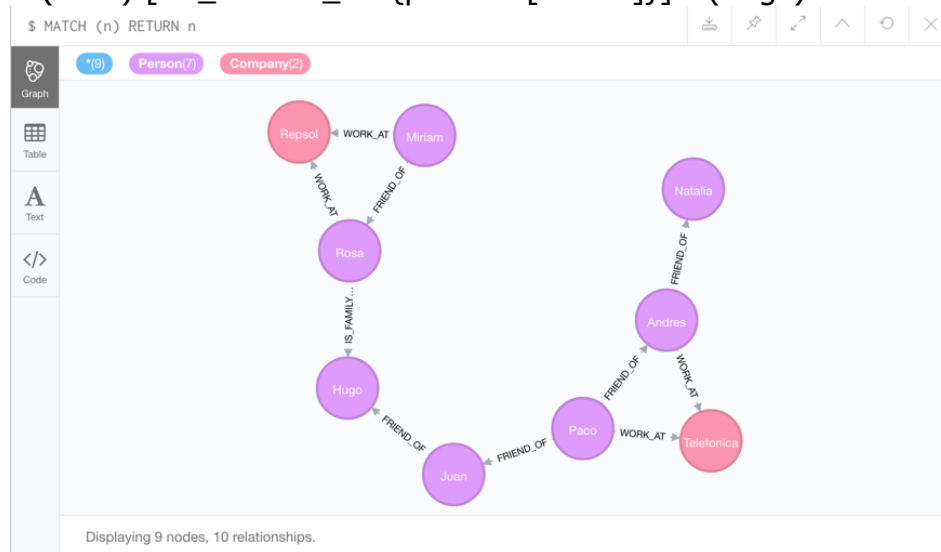 $ MATCH (n) RETURN n
*(9) Person(7) Company(2)
Graph
Table
Text
Code
Repsol
WORK_AT
Miriam
WORK_AT
FRIEND_OF
Natalia
Rosa
FRIEND_OF
IS_FAMILY...
Andres
Hugo
FRIEND_OF
WORK_AT
FRIEND_OF
Paco
WORK_AT
Telefonica
FRIEND_OF
Juan
Displaying 9 nodes, 10 relationships.